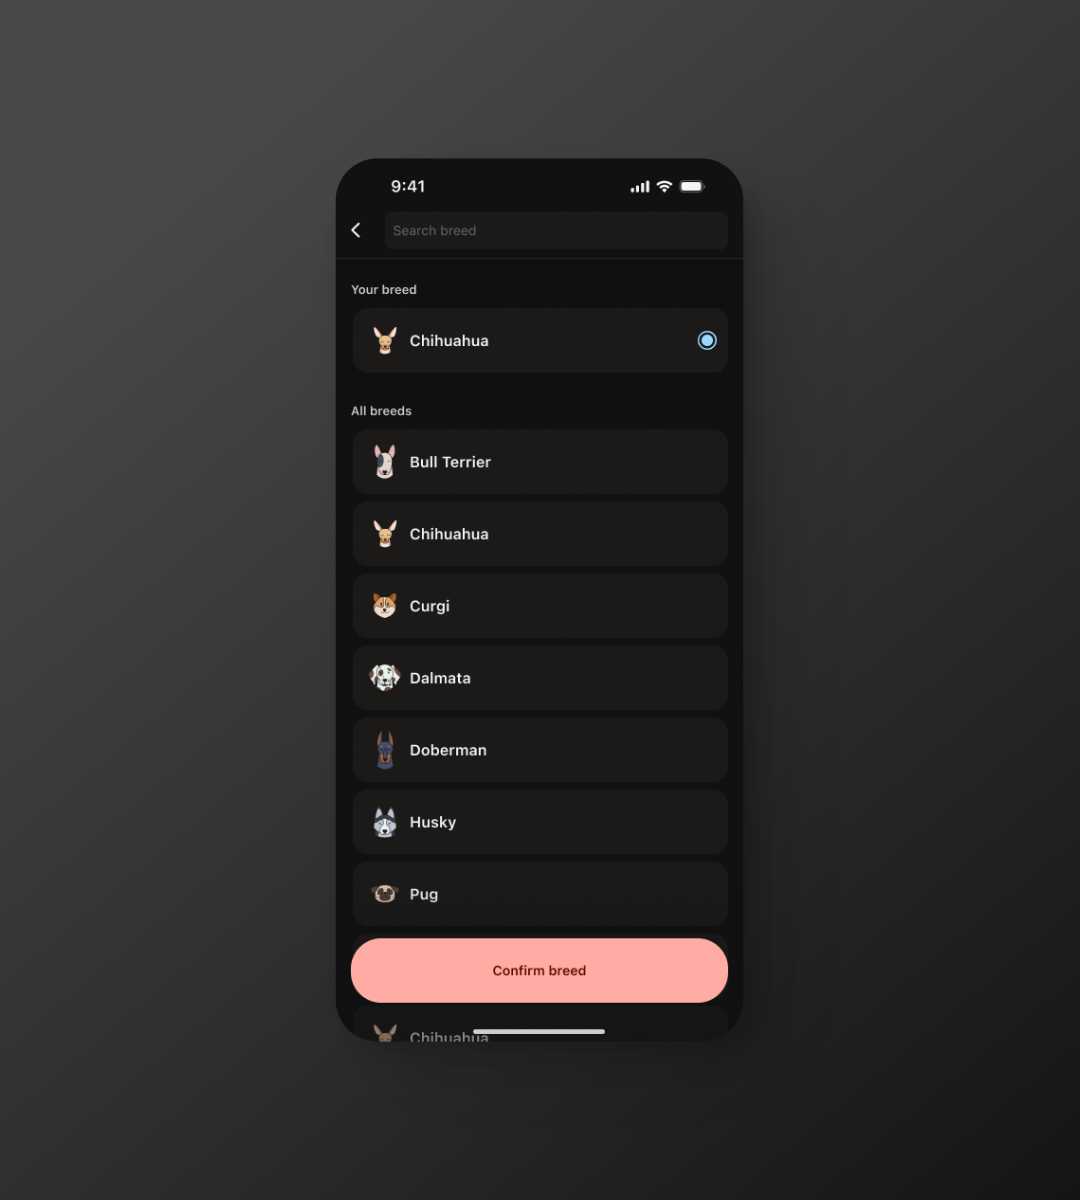 9:41
Search breed
Your breed
Chihuahua
All breeds
Bull Terrier
Chihuahua
Curgi
Dalmata
Doberman
Husky
Pug
Confirm breed
Chihuahua